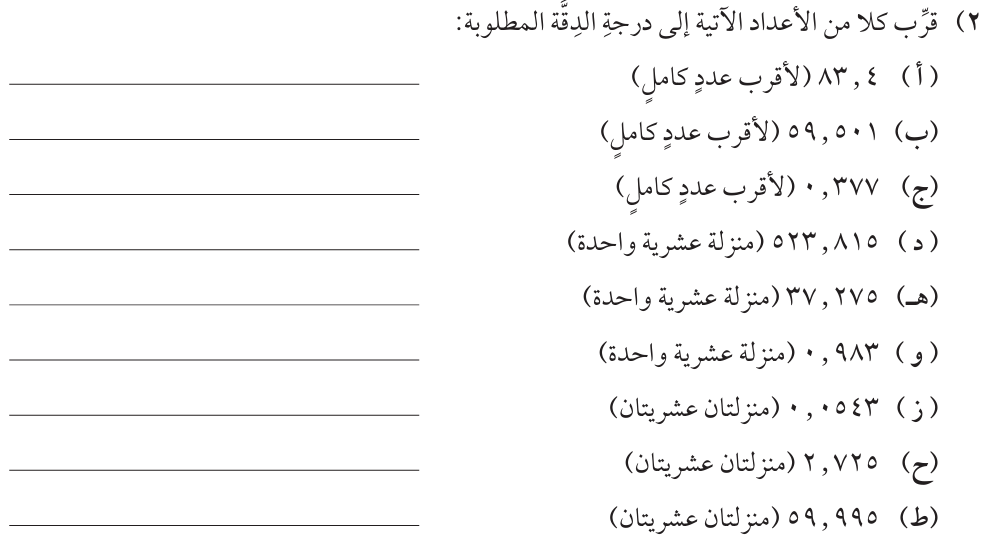 ٢) قرِّب كلا من الأعداد الآتية إلى درجةِ الدِقَّة المطلوبة:
(أ) ٨٣,٤ (لأقرب عددٍ كاملٍ)
(ب) ٥٩,٥٠١ (لأقرب عددٍ كاملٍ)
(ج) ٠,٣٧٧ (لأقرب عددٍ كاملٍ)
(د) ٥٢٣,٨١٥ (منزلة عشرية واحدة)
(هـ) ٣٧,٢٧٥ (منزلة عشرية واحدة)
(و) ٠,٩٨٣ (منزلة عشرية واحدة)
(ز) ٠,٠٥٤٣ (منزلتان عشريتان)
(ح) ٢,٧٢٥ (منزلتان عشريتان)
(ط) ٥٩,٩٩٥ (منزلتان عشريتان)